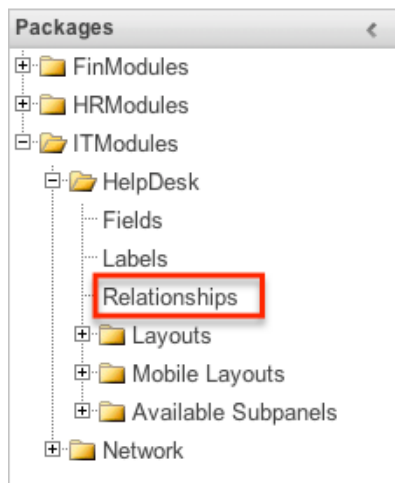 Packages
FinModules
HRModules
ITModules
HelpDesk
Fields
Labels
Relationships
Layouts
Mobile Layouts
Available Subpanels
Network